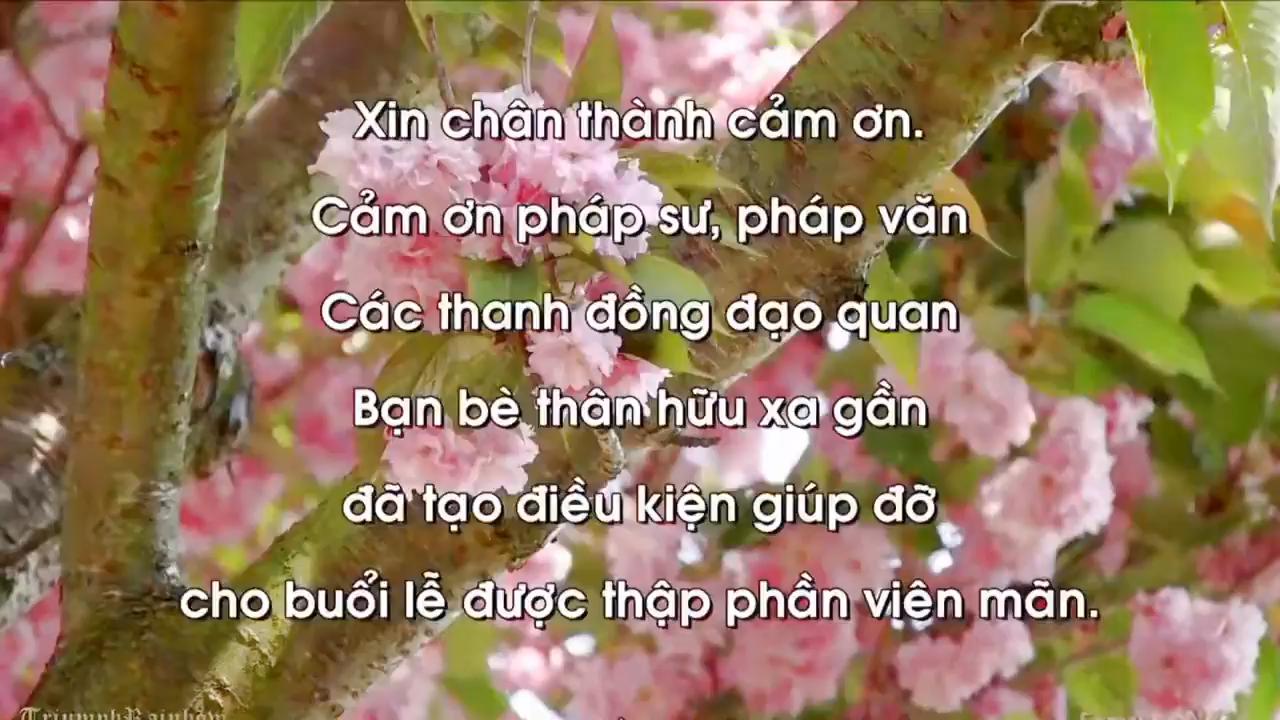 Xin chân thành cảm ơn.
Cảm ơn pháp sư, pháp văn
Các thanh đồng đạo quan
Bạn bè thân hữu xa gần
đã tạo điều kiện giúp đỡ
cho buổi lễ được thập phần viên mãn.
TriumphRainbow